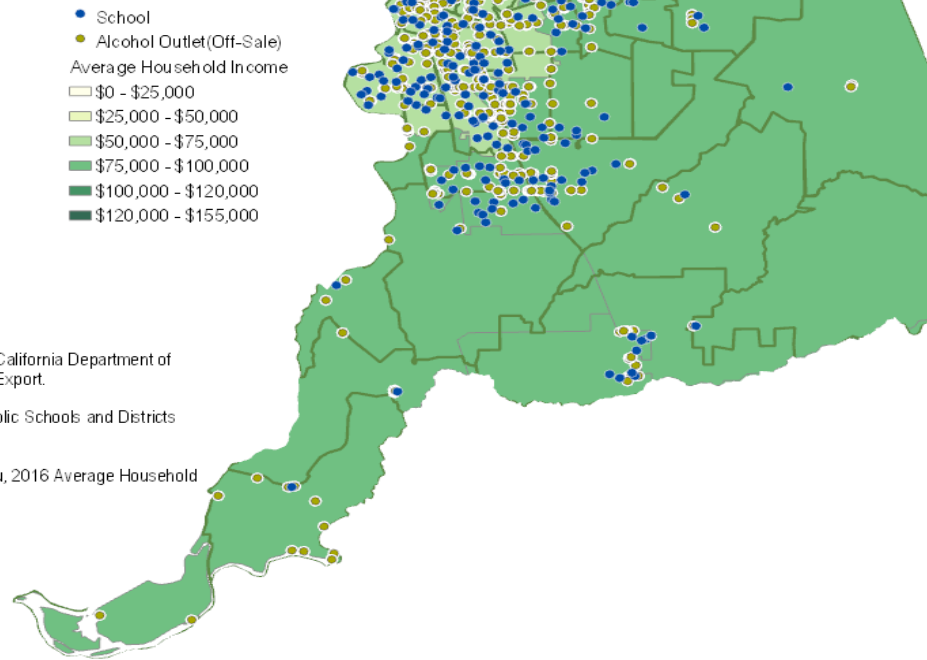 School
Alcohol Outlet(Off-Sale)
Average Household Income
$0 - $25,000
$25,000 - $50,000
$50,000 - $75,000
$75,000 - $100,000
$100,000 - $120,000
$120,000 - $155,000
California Department of
Export.
Schools and Districts
, 2016 Average Household